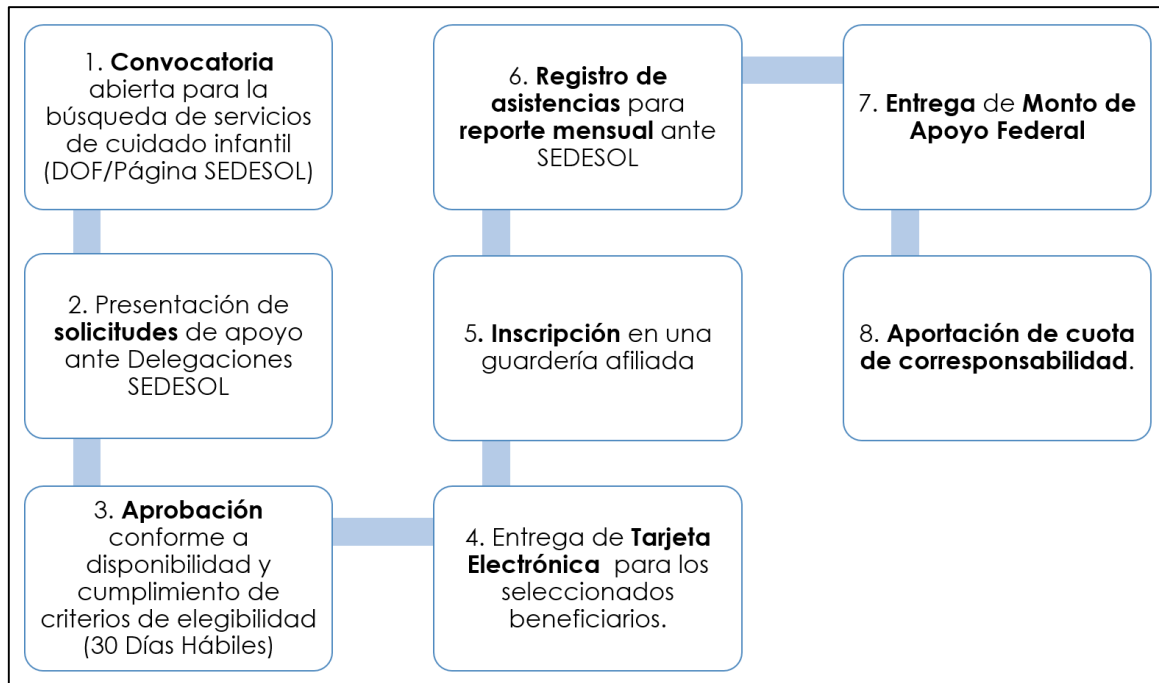 1. Convocatoria
abierta para la
búsqueda de servicios
de cuidado infantil
(DOF/Página SEDESOL)
2. Presentación de
solicitudes de apoyo
ante Delegaciones
SEDESOL
3. Aprobación
conforme a
disponibilidad y
cumplimiento de
criterios de elegibilidad
(30 Días Hábiles)
4. Entrega de Tarjeta
Electrónica para los
seleccionados
beneficiarios.
5. Inscripción en una
guardería afiliada
6. Registro de
asistencias para
reporte mensual ante
SEDESOL
7. Entrega de Monto de
Apoyo Federal
8. Aportación de cuota
de corresponsabilidad.